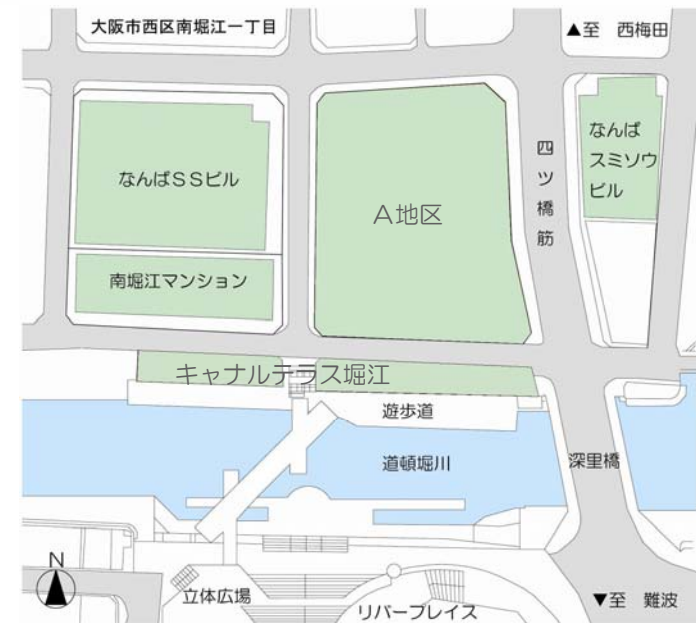 大阪市西区南堀江一丁目
▲至 西梅田
なんばSSビル
A地区
四ツ橋筋
なんば
スミソウ
ビル
南堀江マンション
キャナルテラス堀江
遊歩道
道頓堀川
深里橋
N
立体広場
リバープレイス
▼至 難波